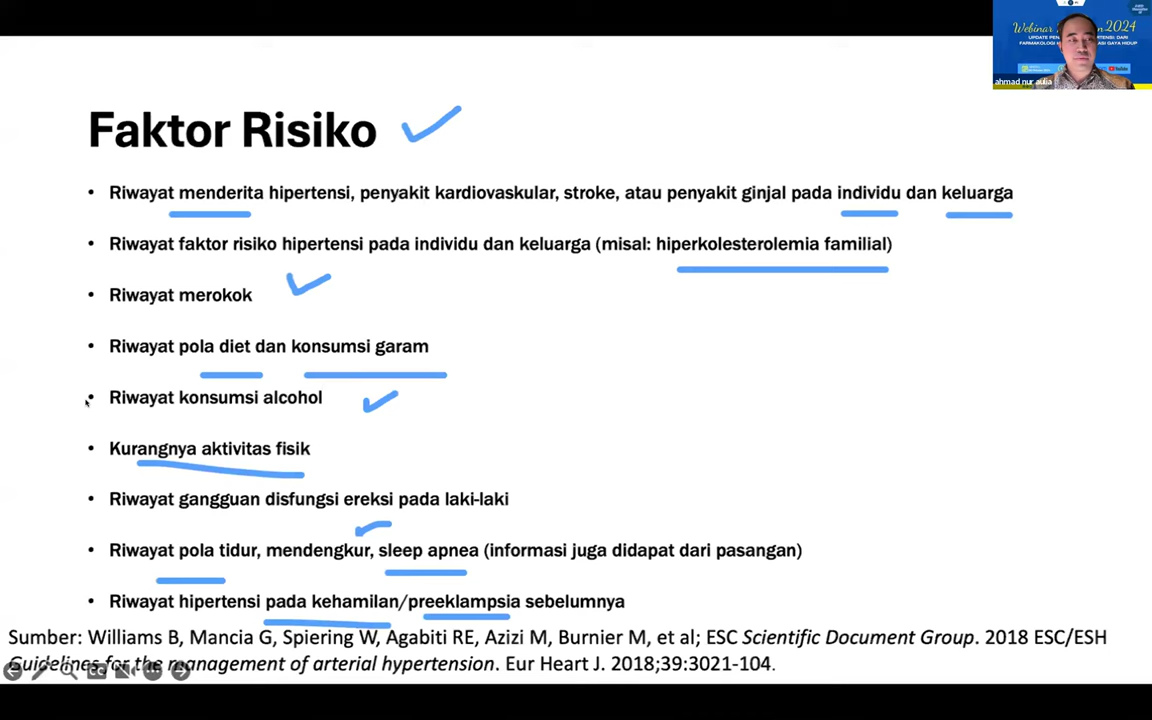 Webinar 2024
ahmad nur aulia
Faktor Risiko
• Riwayat menderita hipertensi, penyakit kardiovaskular, stroke, atau penyakit ginjal pada individu dan keluarga
• Riwayat faktor risiko hipertensi pada individu dan keluarga (misal: hiperkolesterolemia familial)
• Riwayat merokok
• Riwayat pola diet dan konsumsi garam
• Riwayat konsumsi alcohol
• Kurangnya aktivitas fisik
• Riwayat gangguan disfungsi ereksi pada laki-laki
• Riwayat pola tidur, mendengkur, sleep apnea (informasi juga didapat dari pasangan)
• Riwayat hipertensi pada kehamilan/preeklampsia sebelumnya
Sumber: Williams B, Mancia G, Spiering W, Agabiti RE, Azizi M, Burnier M, et al; ESC Scientific Document Group. 2018 ESC/ESH
Guidelines for the management of arterial hypertension. Eur Heart J. 2018;39:3021-104.